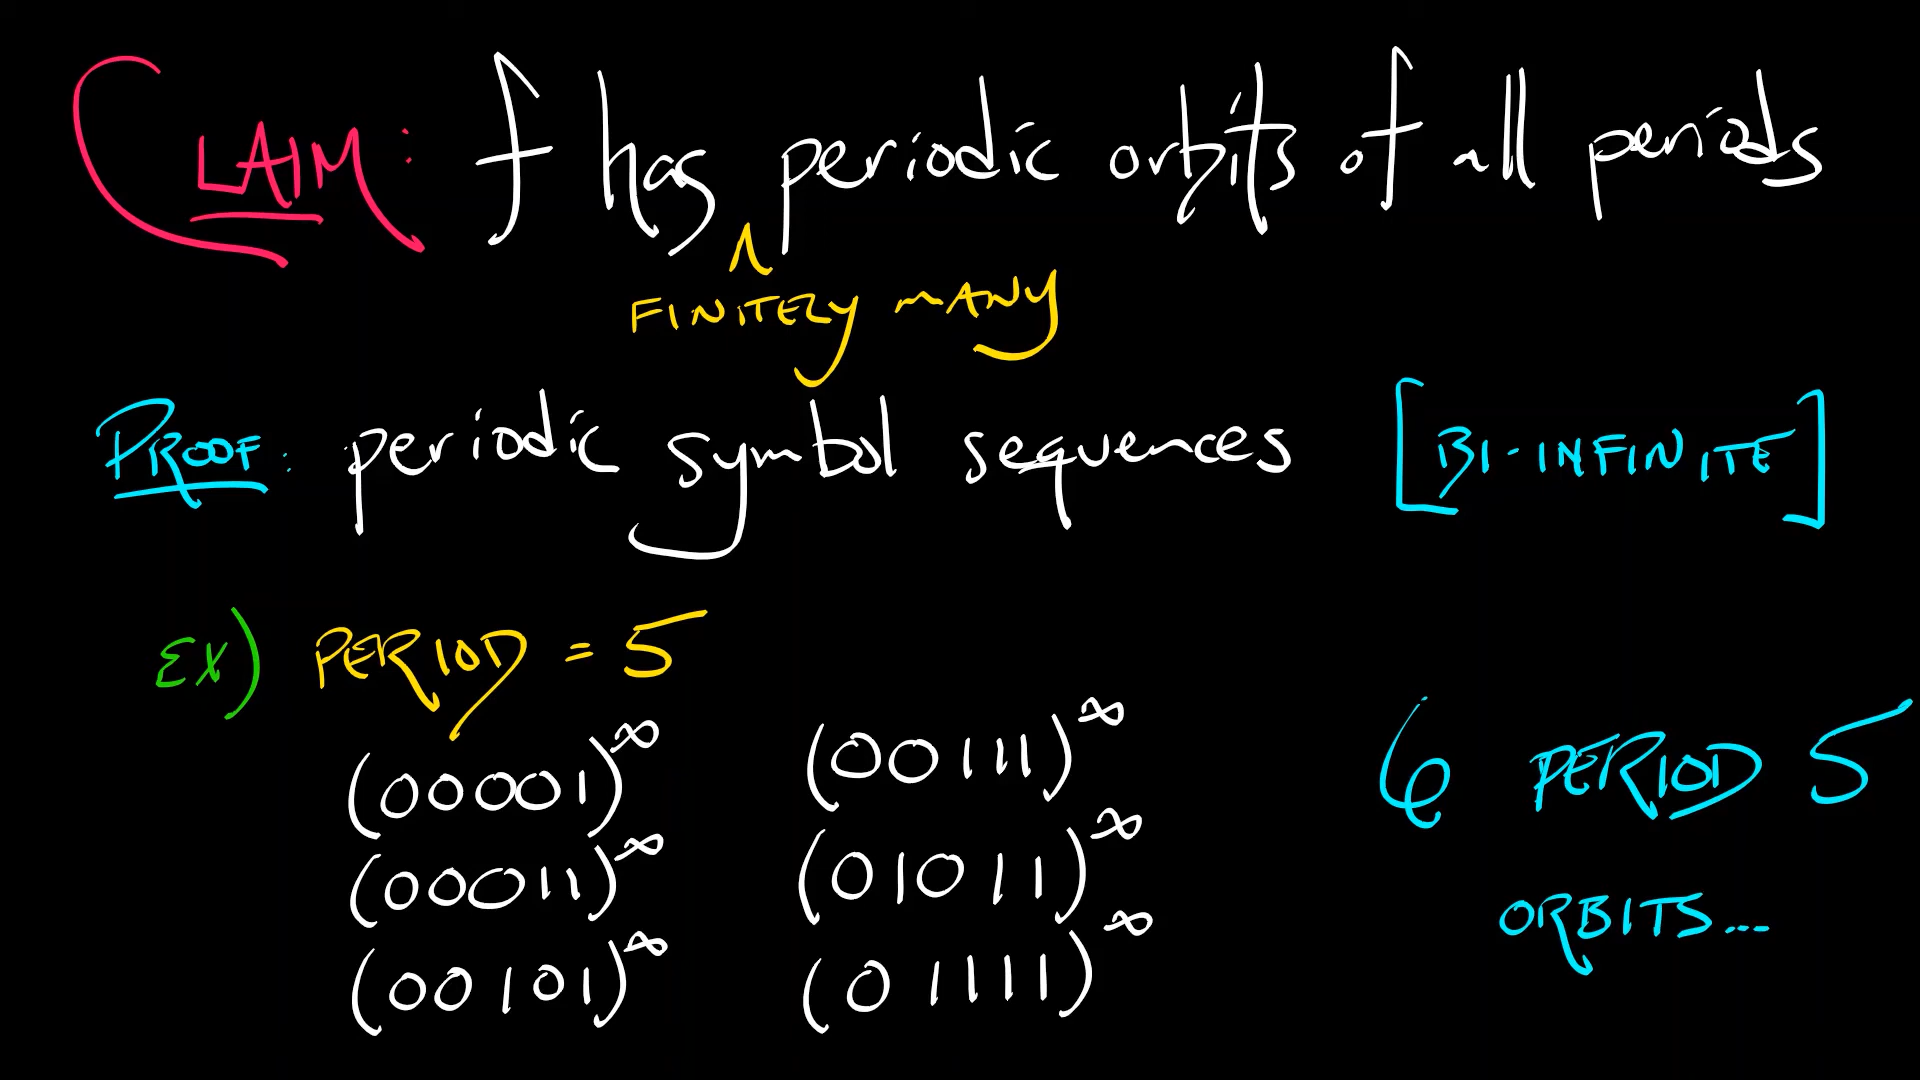 CLAIM: f has periodic orbits of all periods
^
FINITELY MANY
PROOF: periodic symbol sequences [BI-INFINITE]
EX) PERIOD = 5
(00001)^∞ (00111)^∞
(00011)^∞ (01011)^∞
(00101)^∞ (01111)^∞
6 PERIOD 5
ORBITS...